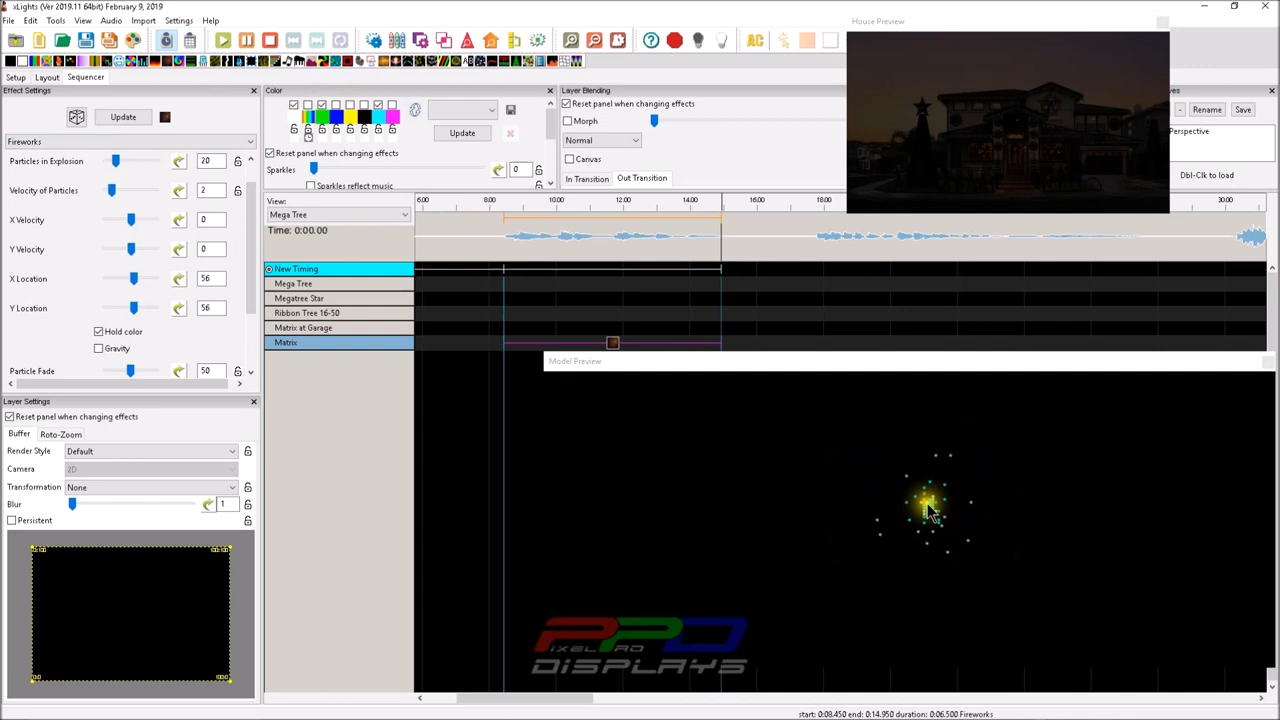 xLights (Ver 2019.11 64bit) February 9, 2019
File Edit Tools View Audio Import Settings Help
House Preview
AC
Setup Layout Sequencer
Effect Settings
Update
Fireworks
Particles in Explosion 20
Velocity of Particles 2
X Velocity 0
Y Velocity 0
X Location 56
Y Location 56
Hold color
Gravity
Particle Fade 50
Color
Update
Reset panel when changing effects
Sparkles 0
Sparkles reflect music
Layer Blending
Reset panel when changing effects
Morph
Normal
Canvas
In Transition Out Transition
- Rename Save
Perspective
Dbl-Clk to load
View:
Mega Tree
Time: 0:00.00
6.00 8.00 10.00 12.00 14.00 16.00 18.00 30.00
New Timing
Mega Tree
Megatree Star
Ribbon Tree 16-50
Matrix at Garage
Matrix
Model Preview
Layer Settings
Reset panel when changing effects
Buffer Roto-Zoom
Render Style Default
Camera 2D
Transformation None
Blur 1
Persistent
PPD
PIXEL PRO
DISPLAYS
start: 0:08.450 end: 0:14.950 duration: 0:06.500 Fireworks